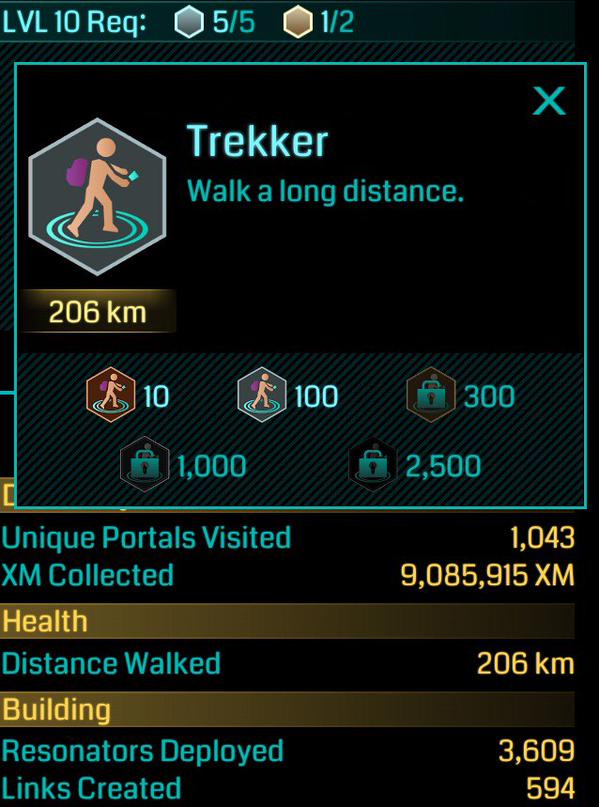 LVL 10 Req: 5/5 1/2
X
Trekker
Walk a long distance.
206 km
10 100 300
1,000 2,500
Unique Portals Visited 1,043
XM Collected 9,085,915 XM
Health
Distance Walked 206 km
Building
Resonators Deployed 3,609
Links Created 594